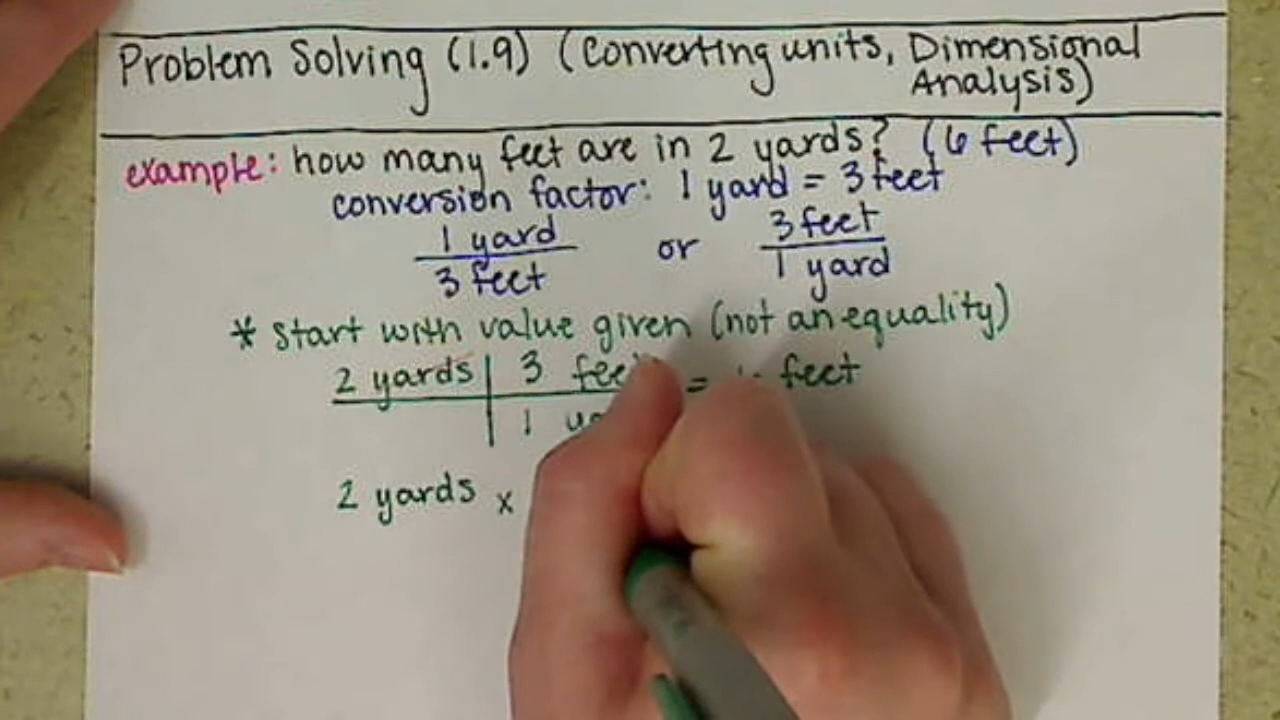 Problem Solving (1.9) (Converting units, Dimensional
Analysis)
example: how many feet are in 2 yards? (6 feet)
conversion factor: 1 yard = 3 feet
1 yard or 3 feet
3 feet 1 yard
* start with value given (not an equality)
2 yards 3 = feet
1
2 yards x